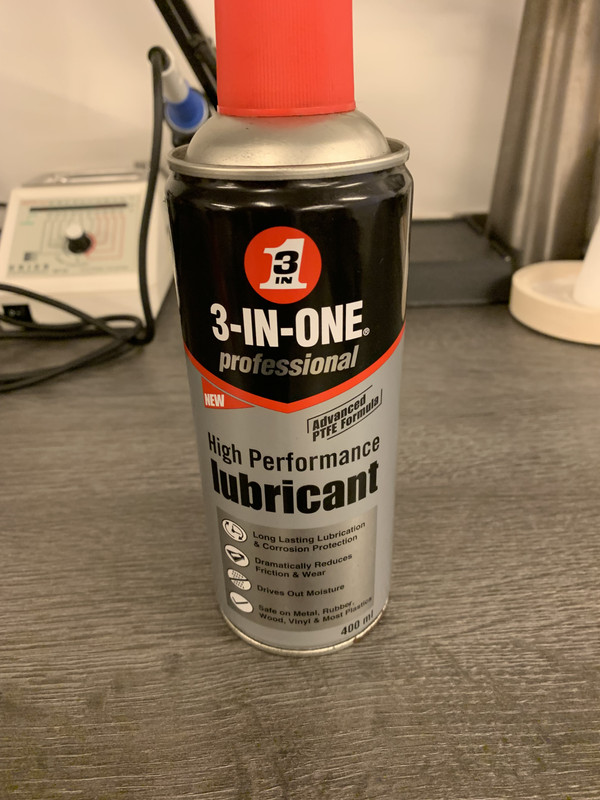 3
IN
1
3-IN-ONE®
professional
NEW
Advanced
PTFE Formula
High Performance
lubricant
Long Lasting Lubrication
& Corrosion Protection
Dramatically Reduces
Friction & Wear
Drives Out Moisture
Safe on Metal, Rubber,
Wood, Vinyl & Most Plastics
400 ml